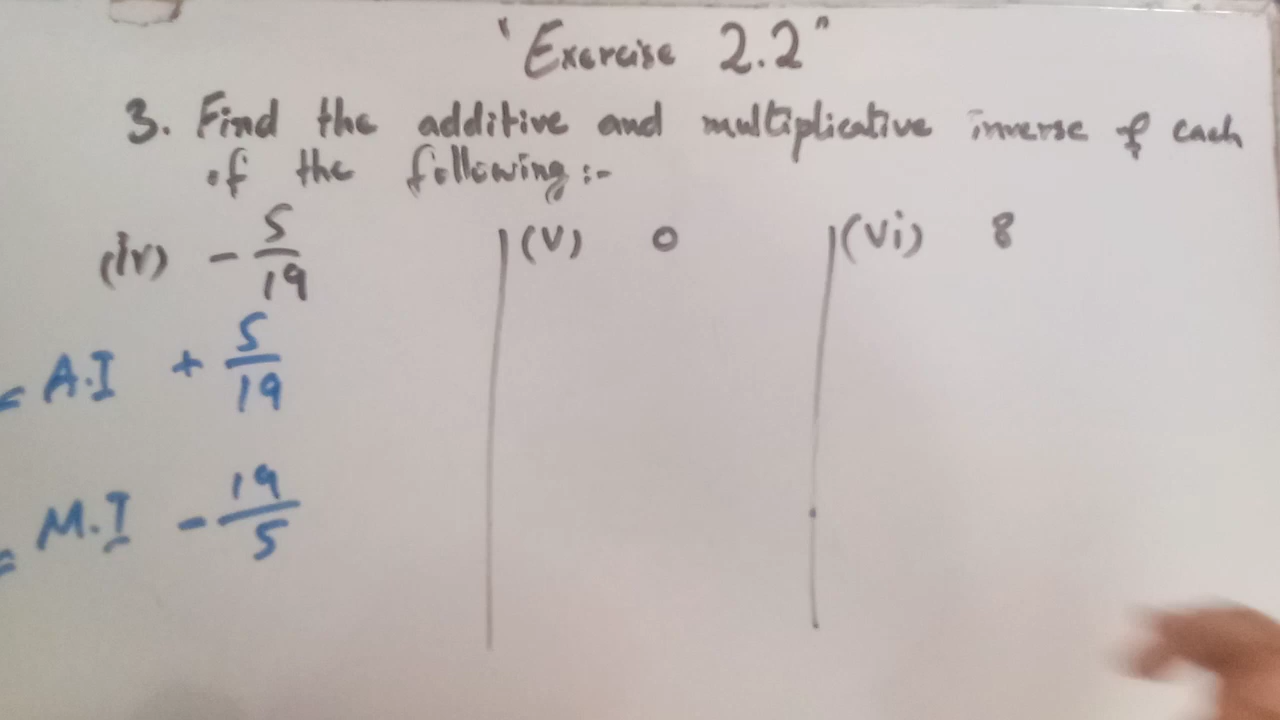 "Exercise 2.2"
3. Find the additive and multiplicative inverse of each
of the following :-
(iv) - 5/19
(v) 0
(vi) 8
= A.I + 5/19
= M.I - 19/5